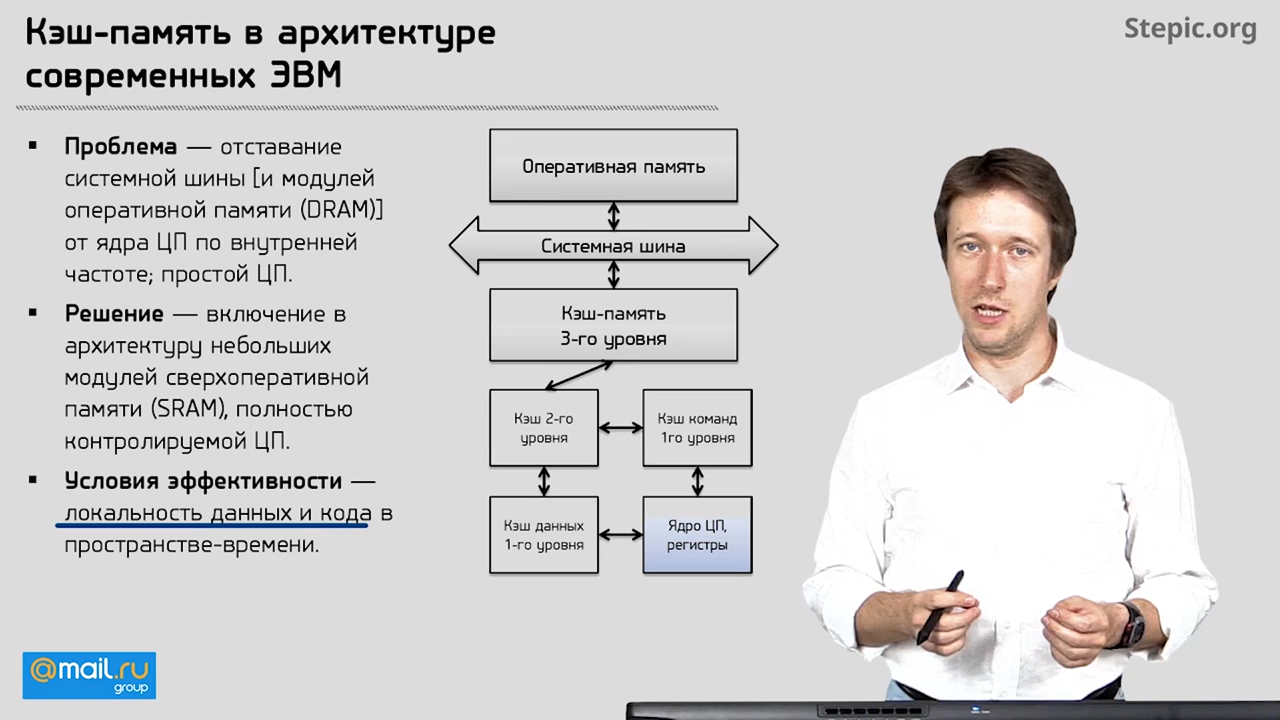 Кэш-память в архитектуре
современных ЭВМ
Stepic.org
▪ Проблема — отставание
системной шины [и модулей
оперативной памяти (DRAM)]
от ядра ЦП по внутренней
частоте; простой ЦП.
▪ Решение — включение в
архитектуру небольших
модулей сверхоперативной
памяти (SRAM), полностью
контролируемой ЦП.
▪ Условия эффективности —
локальность данных и кода в
пространстве-времени.
Оперативная память
Системная шина
Кэш-память
3-го уровня
Кэш 2-го
уровня
Кэш команд
1го уровня
Кэш данных
1-го уровня
Ядро ЦП,
регистры
@mail.ru
group